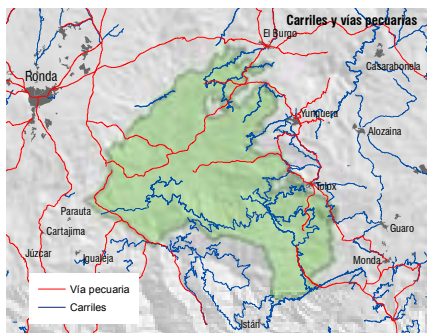 Carriles y vías pecuarias
El Burgo
Casarabonela
Ronda
Yunquera
Alozaina
Tolox
Parauta
Cartajima
Guaro
Júzcar
Igualeja
Monda
Vía pecuaria
Carriles
Istán